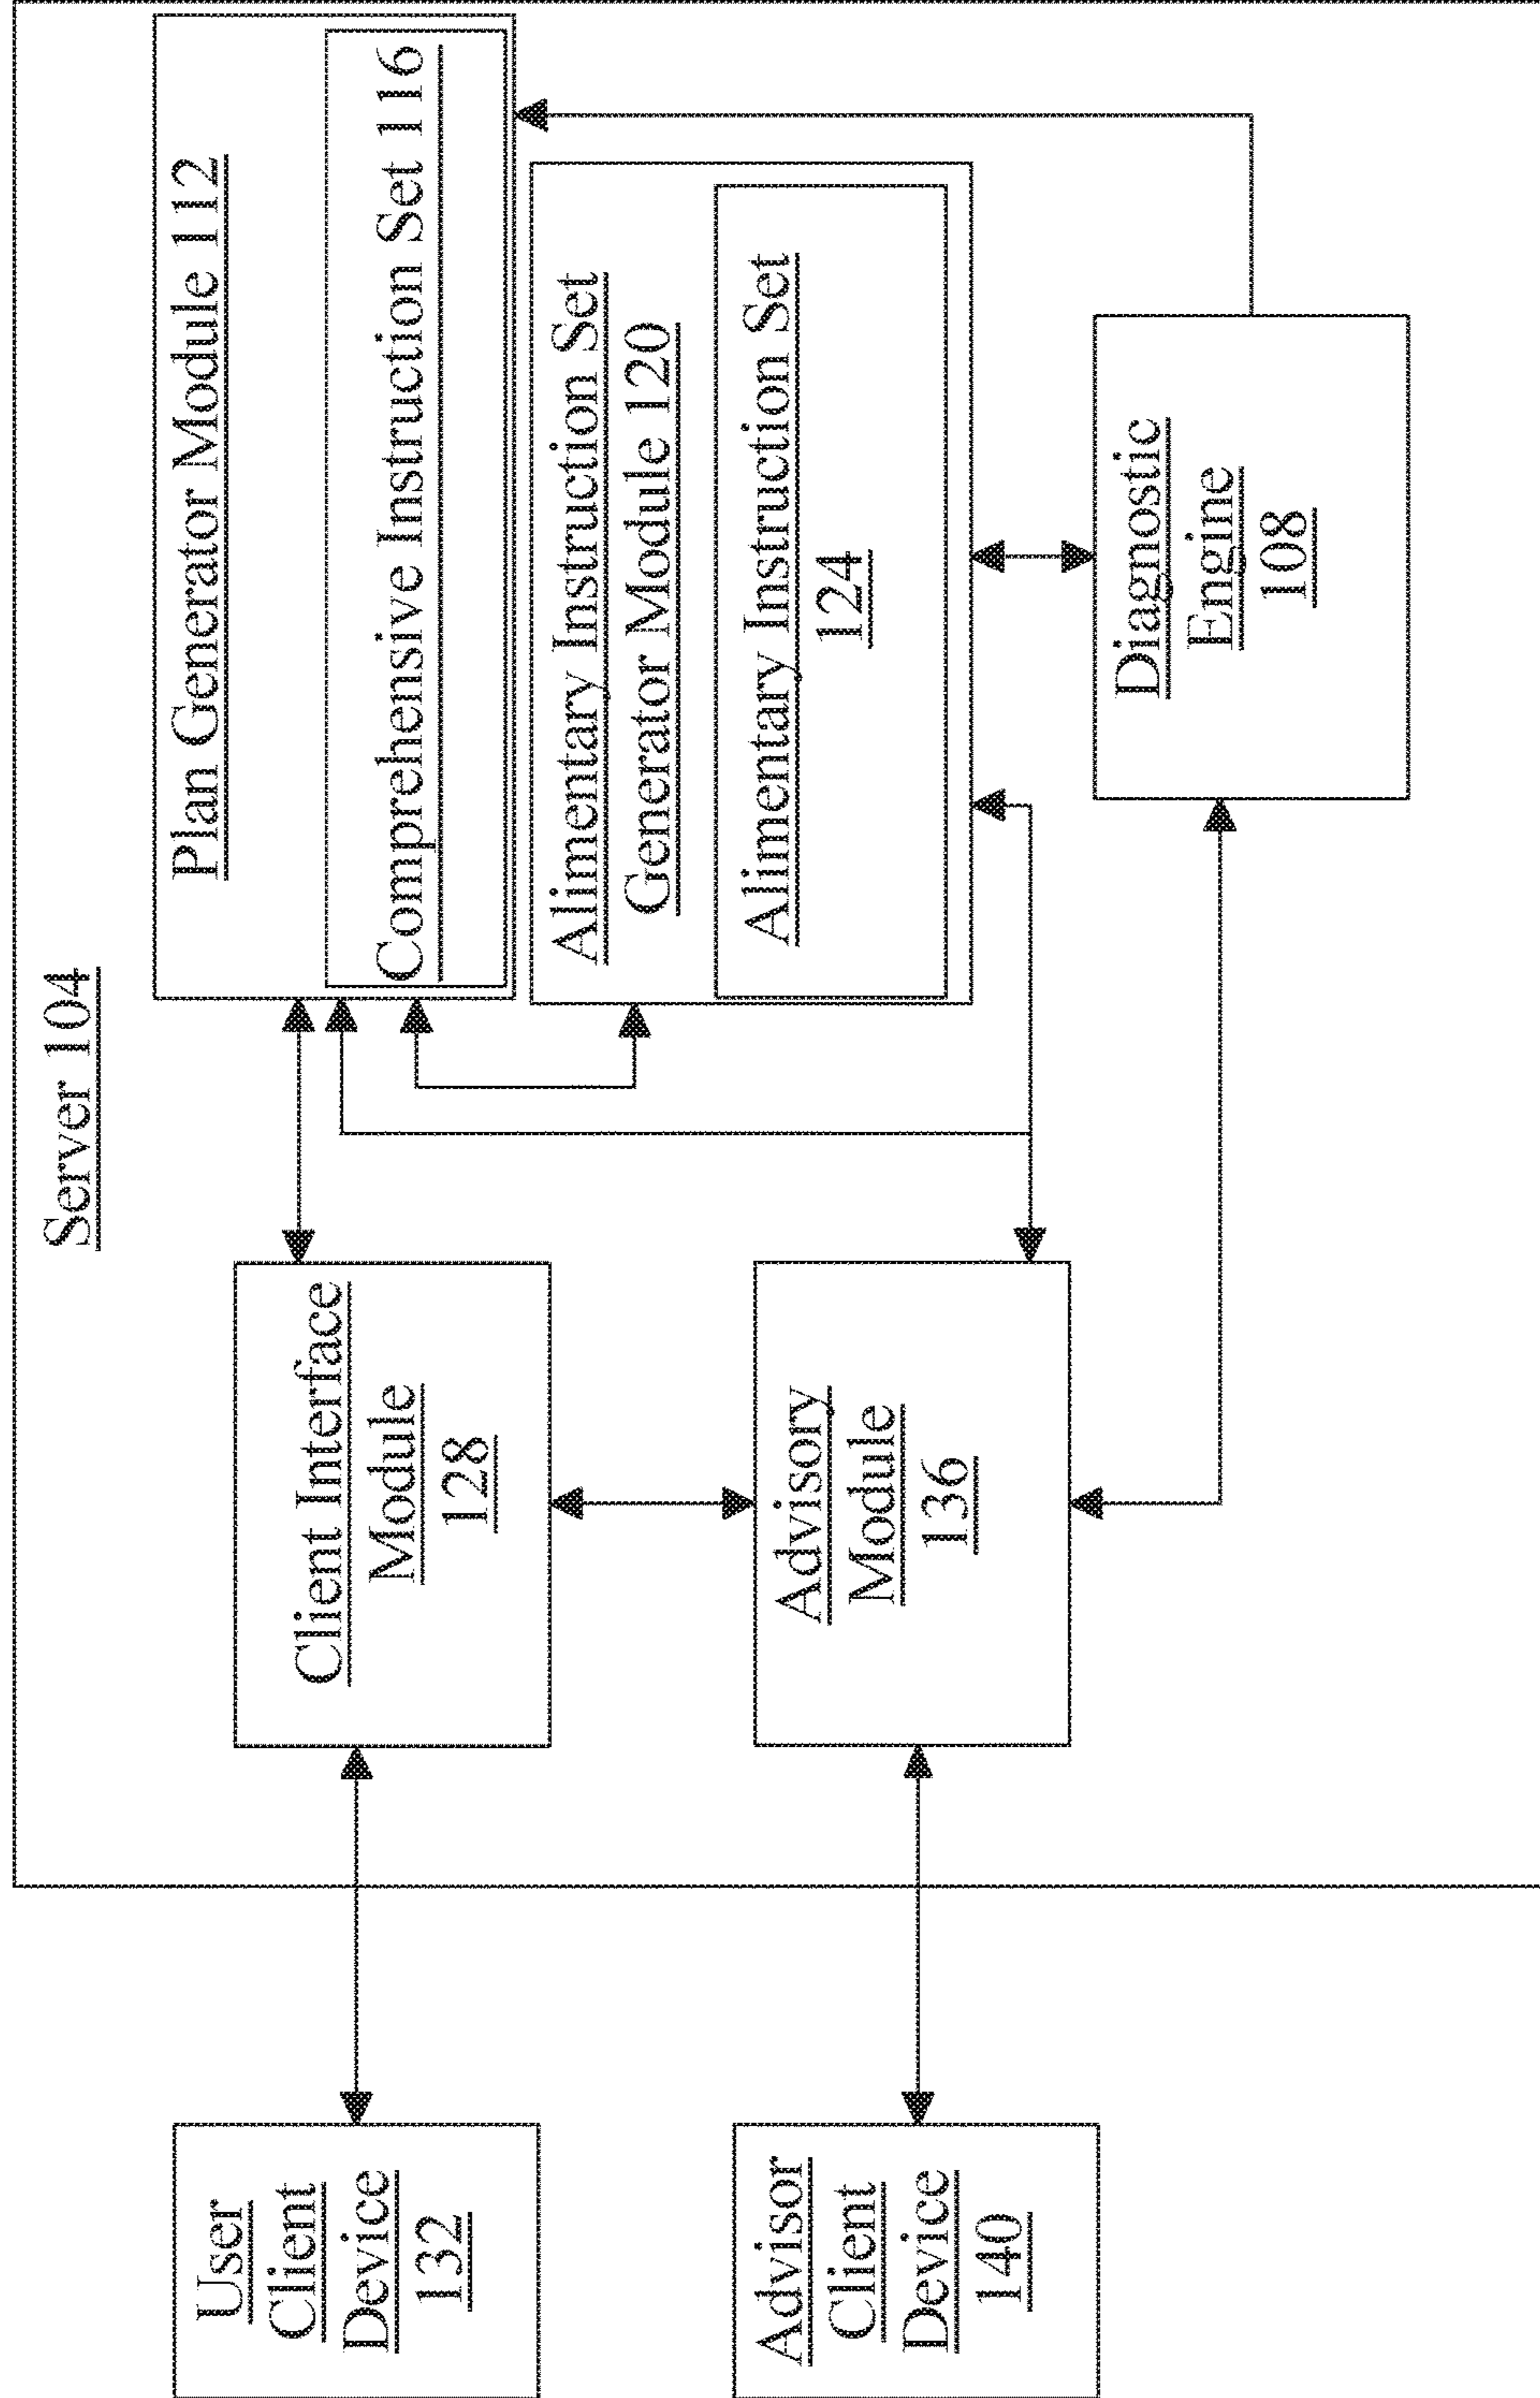 Server 104
Plan Generator Module 112
Comprehensive Instruction Set 116
Alimentary Instruction Set
Generator Module 120
Alimentary Instruction Set
124
Diagnostic
Engine
108
Client Interface
Module
128
Advisory
Module
136
User
Client
Device
132
Advisor
Client
Device
140